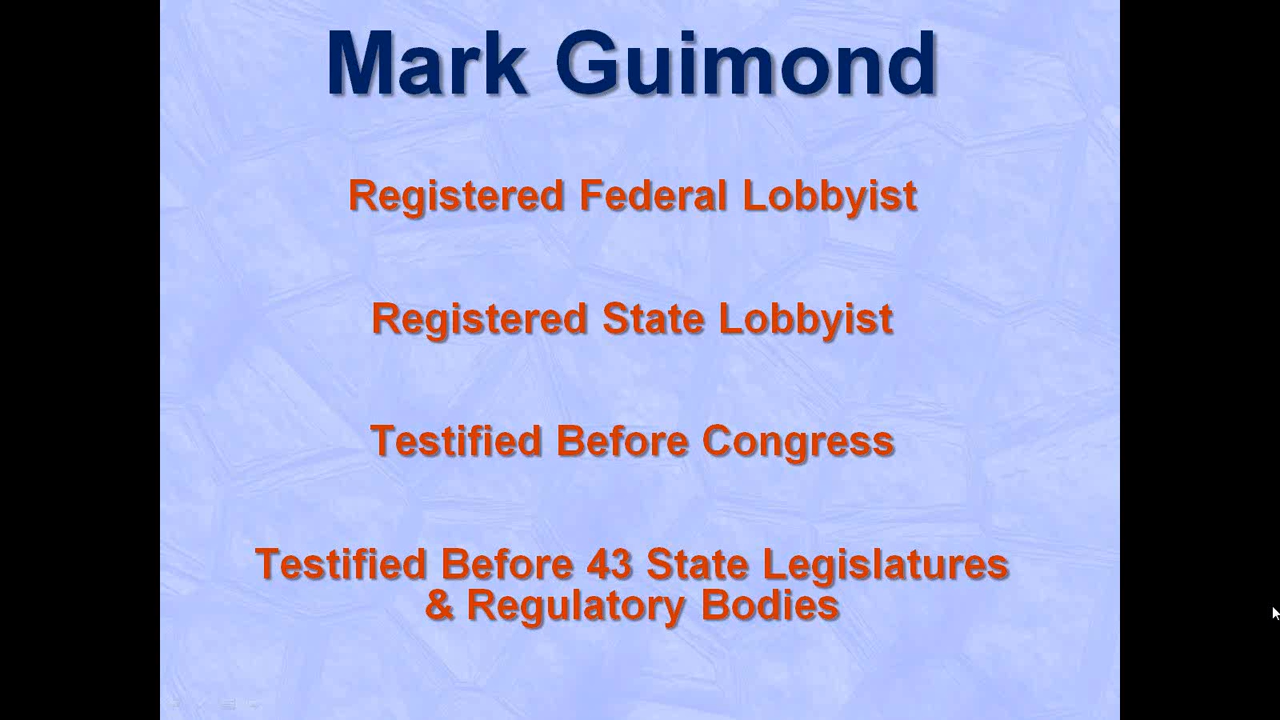 Mark Guimond
Registered Federal Lobbyist
Registered State Lobbyist
Testified Before Congress
Testified Before 43 State Legislatures
& Regulatory Bodies